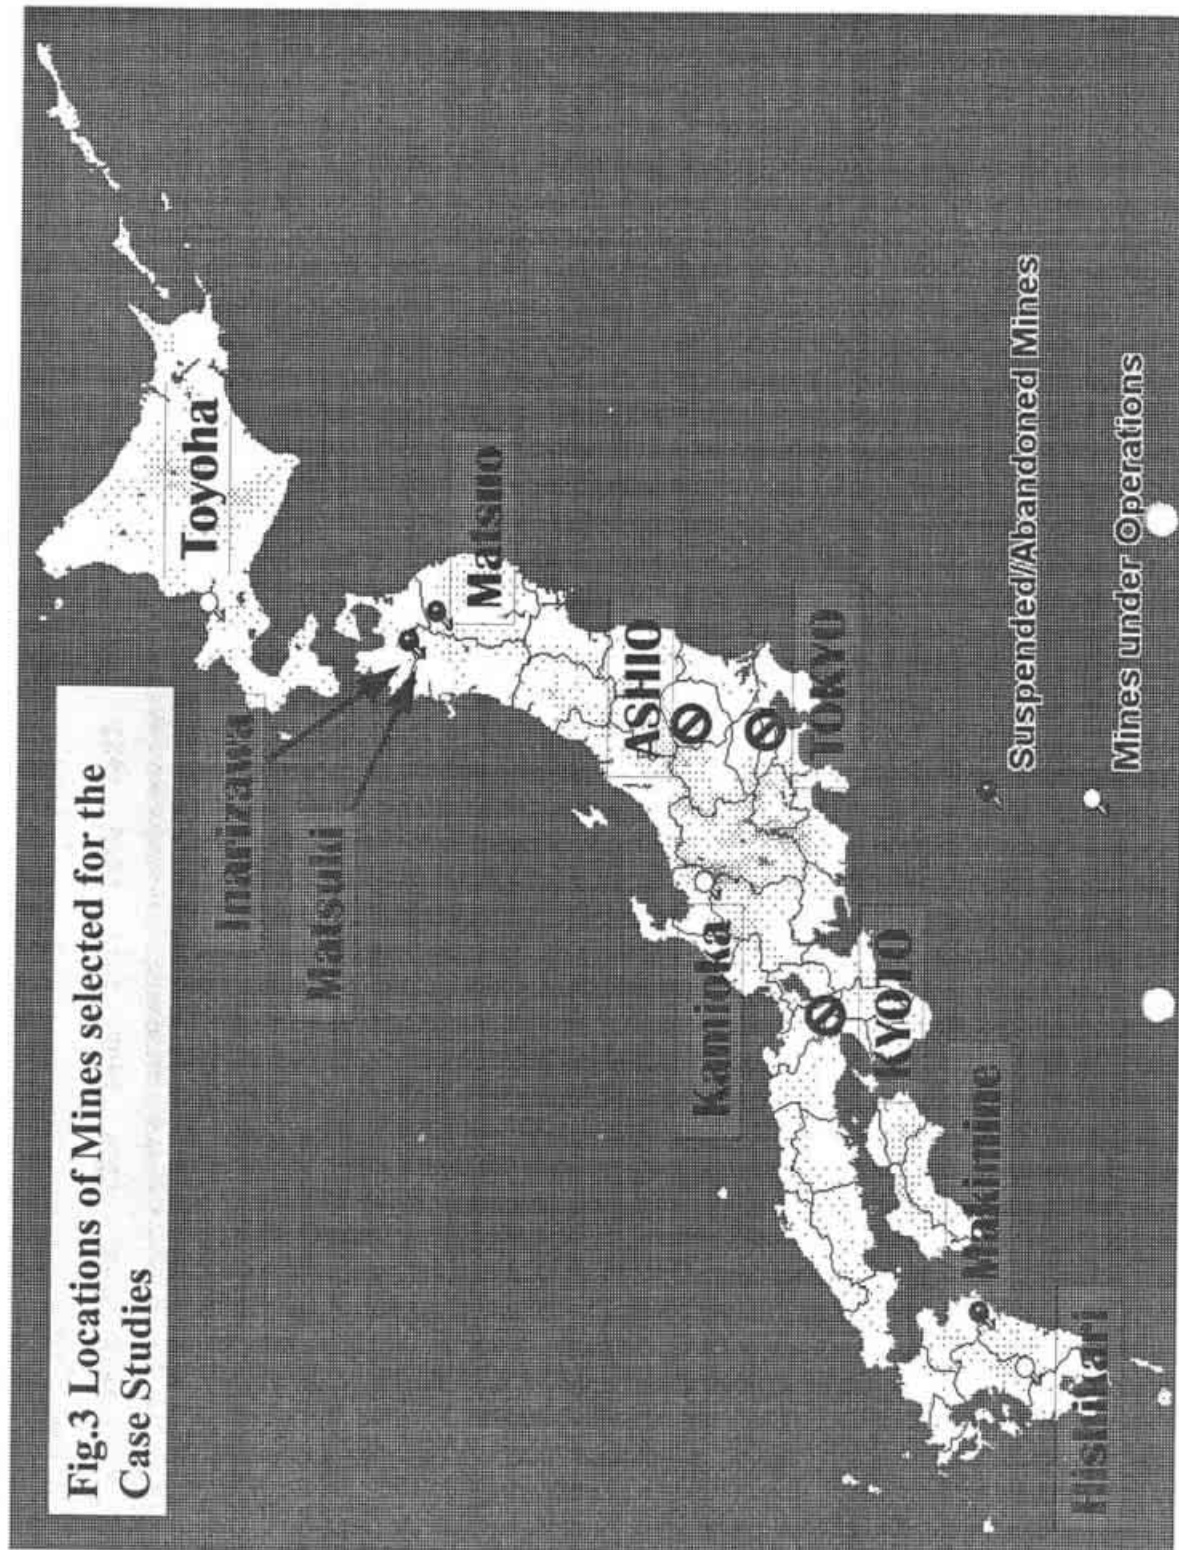 Fig.3 Locations of Mines selected for the
Case Studies
Toyoha
Inarizawa
Matsuki
Matsuo
ASHIO
TOKYO
Kamioka
KYOTO
Makimine
Hishikari
Suspended/Abandoned Mines
Mines under Operations